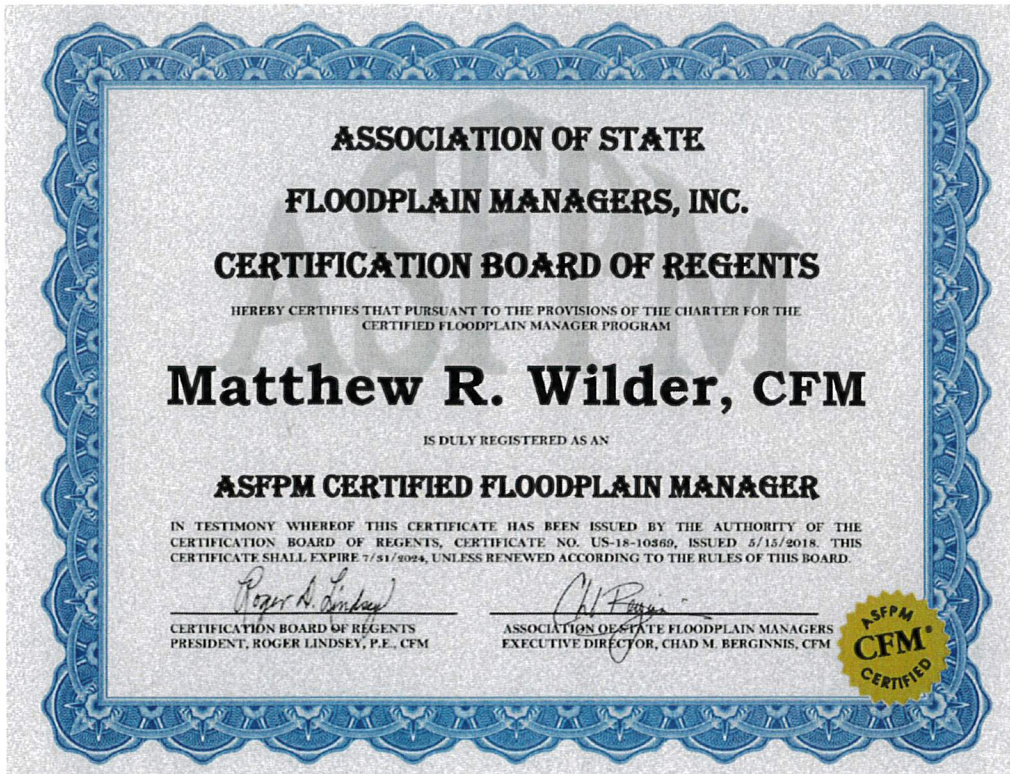 ASSOCIATION OF STATE
FLOODPLAIN MANAGERS, INC.
CERTIFICATION BOARD OF REGENTS
HEREBY CERTIFIES THAT PURSUANT TO THE PROVISIONS OF THE CHARTER FOR THE
CERTIFIED FLOODPLAIN MANAGER PROGRAM
Matthew R. Wilder, CFM
IS DULY REGISTERED AS AN
ASFPM CERTIFIED FLOODPLAIN MANAGER
IN TESTIMONY WHEREOF THIS CERTIFICATE HAS BEEN ISSUED BY THE AUTHORITY OF THE
CERTIFICATION BOARD OF REGENTS, CERTIFICATE NO. US-18-10369, ISSUED 5/15/2018. THIS
CERTIFICATE SHALL EXPIRE 7/31/2024, UNLESS RENEWED ACCORDING TO THE RULES OF THIS BOARD.
Roger D. Lindsey
CERTIFICATION BOARD OF REGENTS
PRESIDENT, ROGER LINDSEY, P.E., CFM
ASSOCIATION OF STATE FLOODPLAIN MANAGERS
EXECUTIVE DIRECTOR, CHAD M. BERGINNIS, CFM
ASFPM
CFM®
CERTIFIED
ASFPM